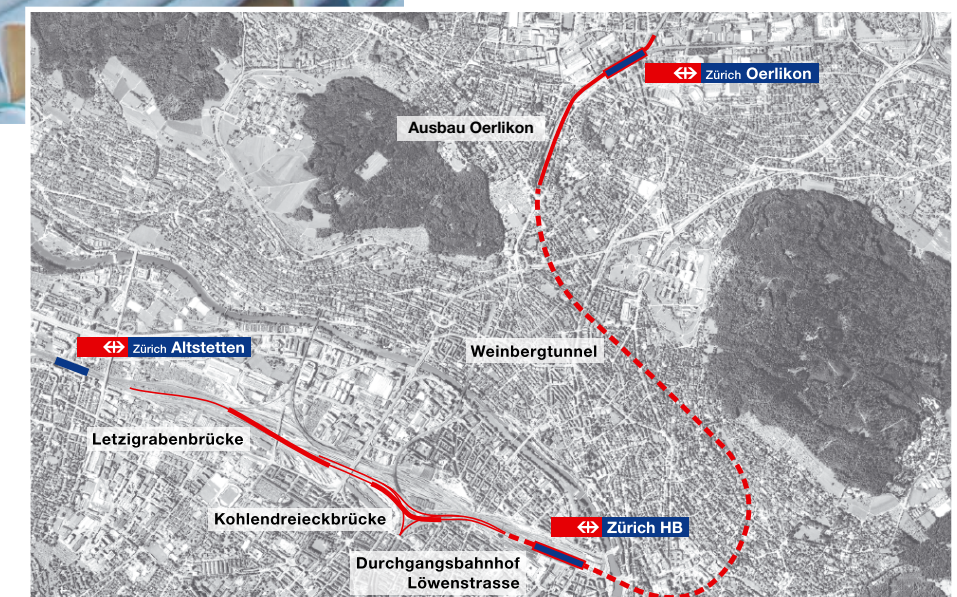 Zürich Oerlikon
Ausbau Oerlikon
Zürich Altstetten
Weinbergtunnel
Letzigrabenbrücke
Kohlendreieckbrücke
Zürich HB
Durchgangsbahnhof
Löwenstrasse